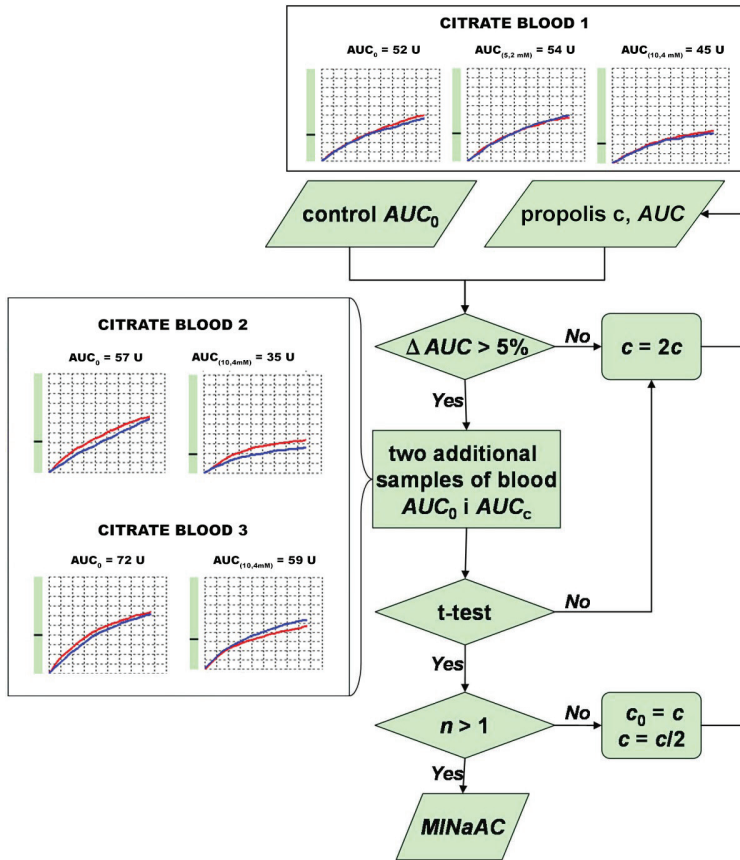 CITRATE BLOOD 1
AUC0 = 52 U
AUC(5,2 mM) = 54 U
AUC(10,4 mM) = 45 U
control AUC0
propolis c, AUC
Δ AUC > 5%
No
c = 2c
Yes
CITRATE BLOOD 2
AUC0 = 57 U
AUC(10,4mM) = 35 U
two additional
samples of blood
AUC0 i AUCc
CITRATE BLOOD 3
AUC0 = 72 U
AUC(10,4mM) = 59 U
t-test
No
Yes
n > 1
No
c0 = c
c = c/2
Yes
MINaAC